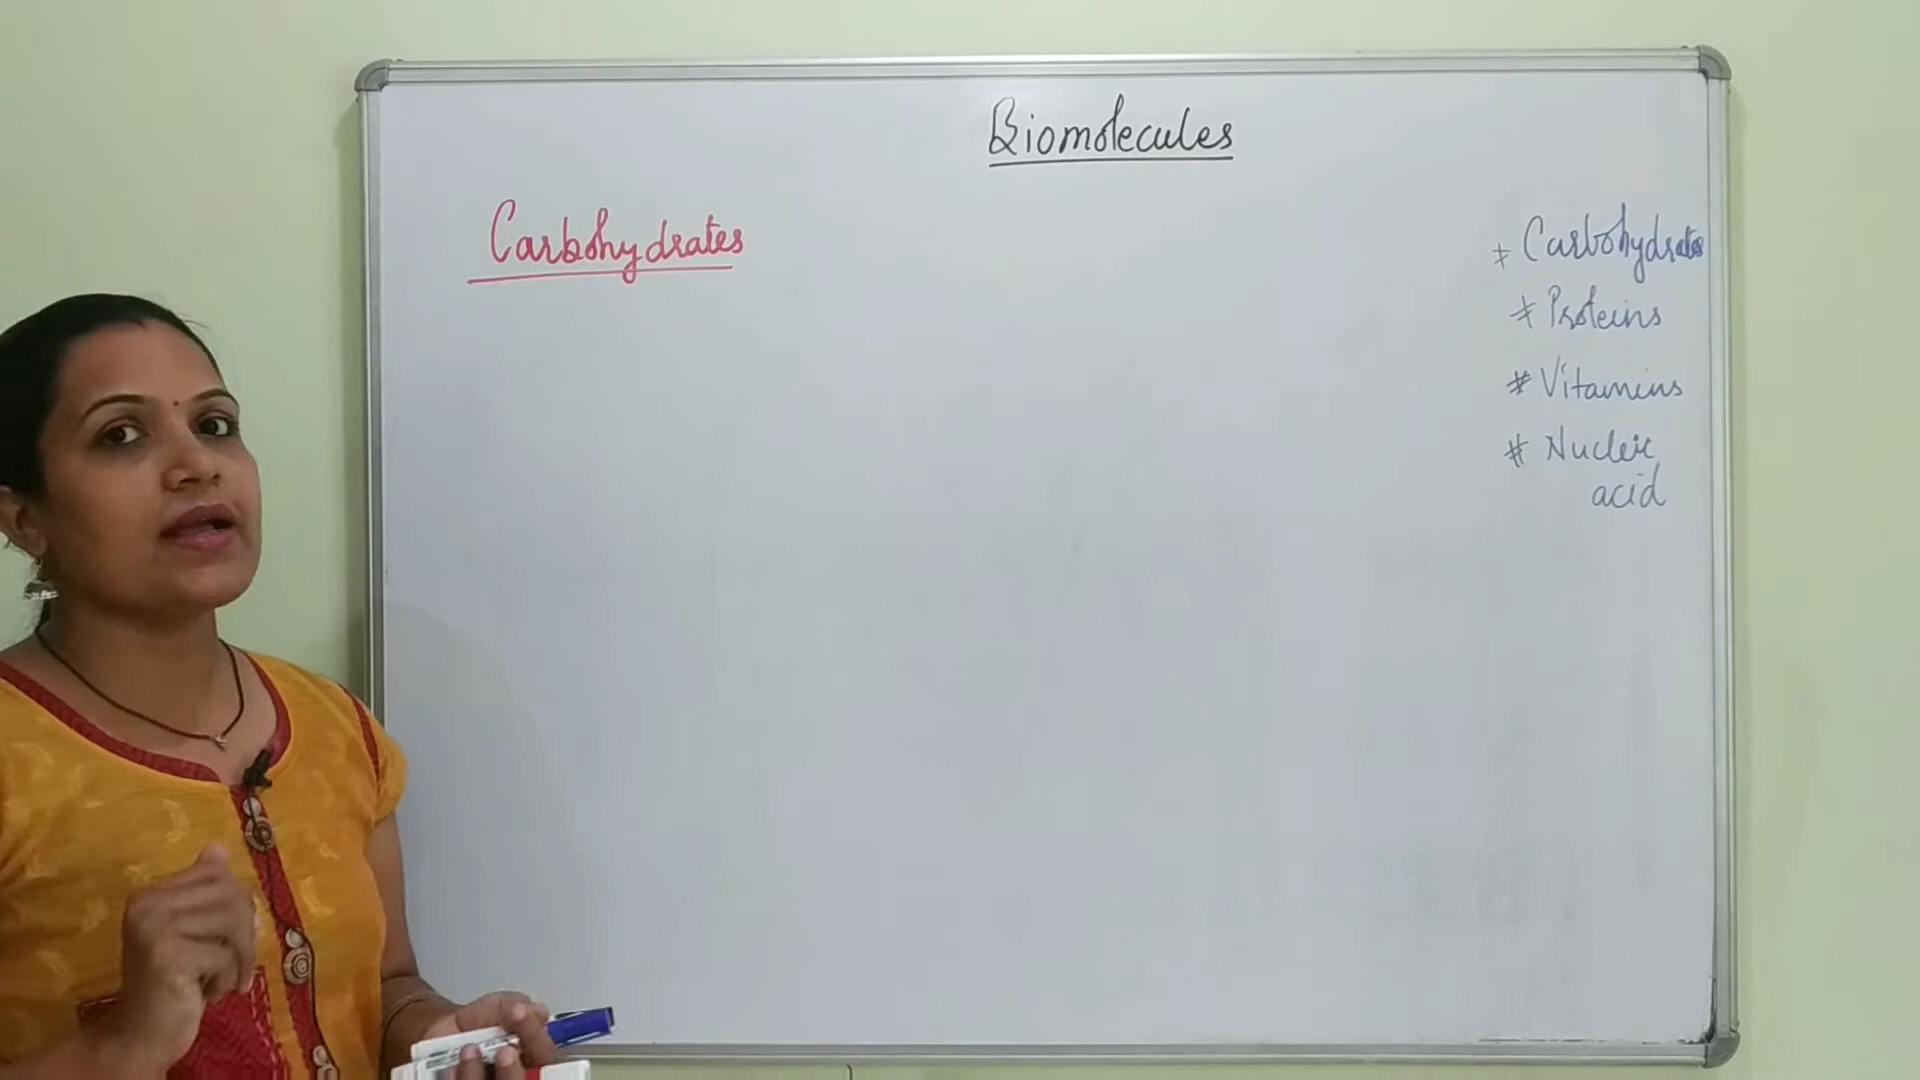 Biomolecules
Carbohydrates
* Carbohydrates
* Proteins
* Vitamins
* Nucleic
acid